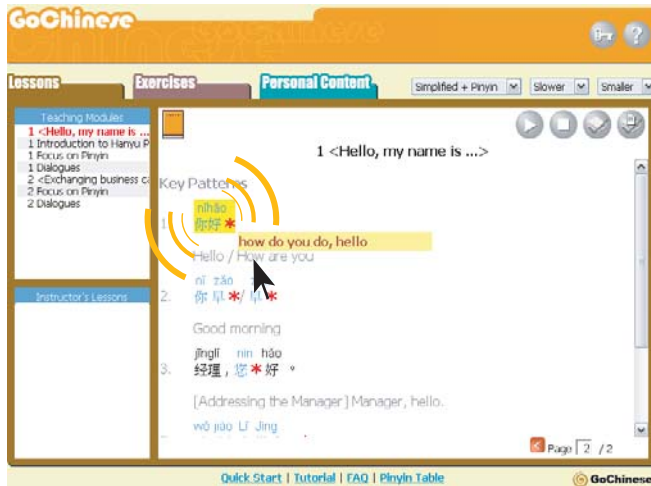 GoChinese
Lessons
Exercises
Personal Content
Simplified + Pinyin
Slower
Smaller
Teaching Modules
1 <Hello, my name is ...
1 Introduction to Hanyu P
1 Focus on Pinyin
1 Dialogues
2 <Exchanging business ca
2 Focus on Pinyin
2 Dialogues
Instructor's Lessons
1 <Hello, my name is ...>
Key Patterns
nǐhǎo
1. 你好*
how do you do, hello
Hello / How are you
nǐ zǎo
2. 你 早*/ 早*
Good morning
jīnglǐ nín hǎo
3. 经理，您*好。
[Addressing the Manager] Manager, hello.
wǒ jiào Lǐ Jīng
Page 2 / 2
Quick Start | Tutorial | FAQ | Pinyin Table
GoChinese